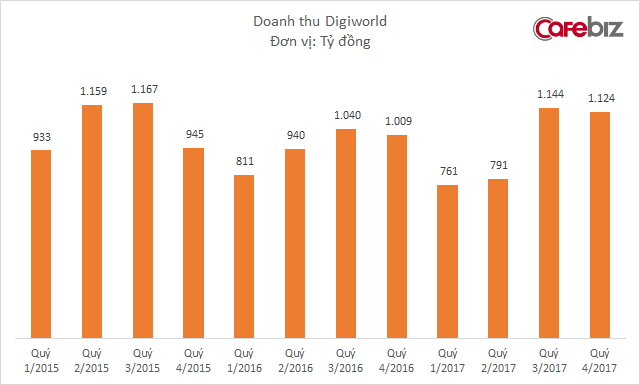 Doanh thu Digiworld
Đơn vị: Tỷ đồng
CafeBiz
933
1.159
1.167
945
811
940
1.040
1.009
761
791
1.144
1.124
Quý 1/2015
Quý 2/2015
Quý 3/2015
Quý 4/2015
Quý 1/2016
Quý 2/2016
Quý 3/2016
Quý 4/2016
Quý 1/2017
Quý 2/2017
Quý 3/2017
Quý 4/2017